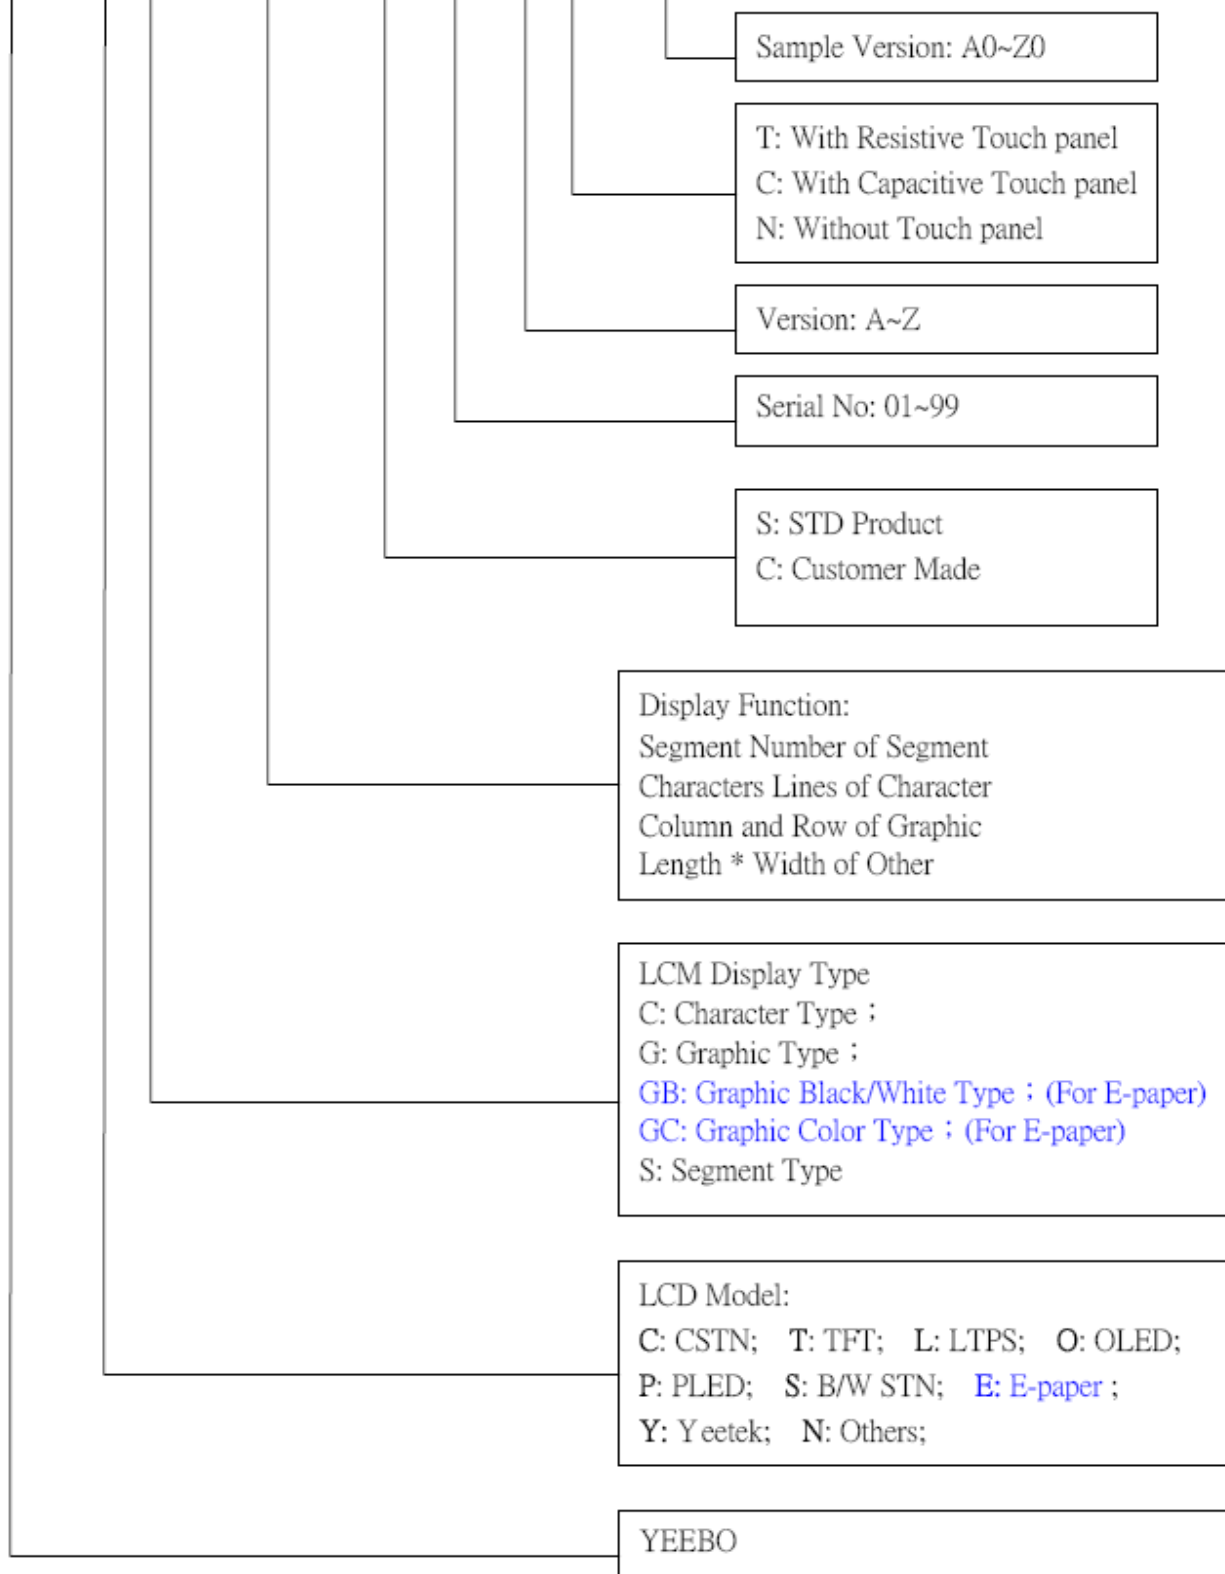 Sample Version: A0~Z0
T: With Resistive Touch panel
C: With Capacitive Touch panel
N: Without Touch panel
Version: A~Z
Serial No: 01~99
S: STD Product
C: Customer Made
Display Function:
Segment Number of Segment
Characters Lines of Character
Column and Row of Graphic
Length * Width of Other
LCM Display Type
C: Character Type；
G: Graphic Type；
GB: Graphic Black/White Type；(For E-paper)
GC: Graphic Color Type；(For E-paper)
S: Segment Type
LCD Model:
C: CSTN; T: TFT; L: LTPS; O: OLED;
P: PLED; S: B/W STN; E: E-paper ;
Y: Yeetek; N: Others;
YEEBO